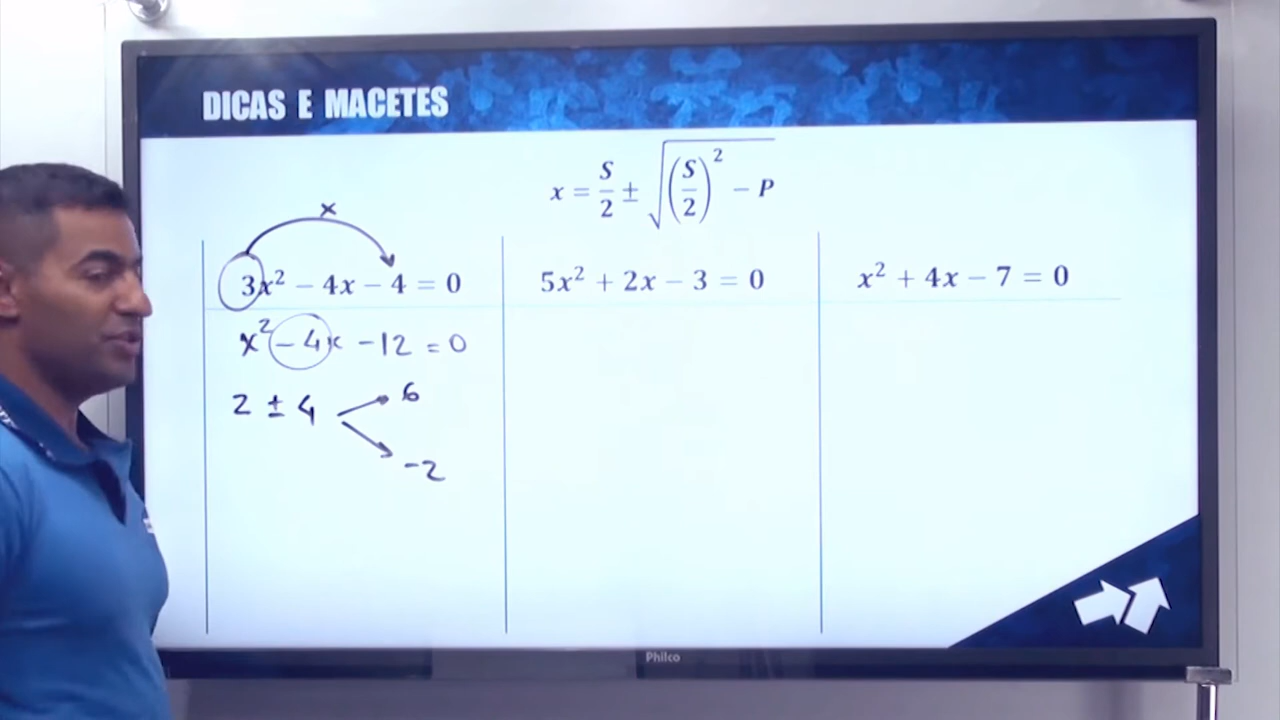 DICAS E MACETES
x = S/2 ± √((S/2)² − P)
x
3x² − 4x − 4 = 0
5x² + 2x − 3 = 0
x² + 4x − 7 = 0
x² − 4x − 12 = 0
2 ± 4
6
-2
Philco